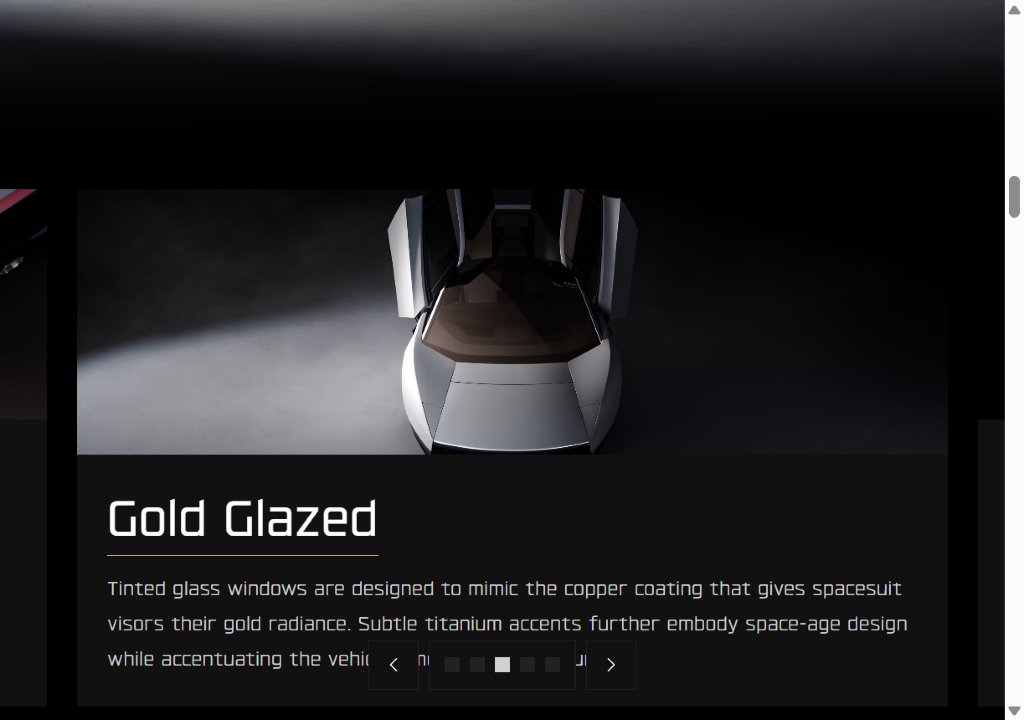 Gold Glazed
Tinted glass windows are designed to mimic the copper coating that gives spacesuit
visors their gold radiance. Subtle titanium accents further embody space-age design
while accentuating the